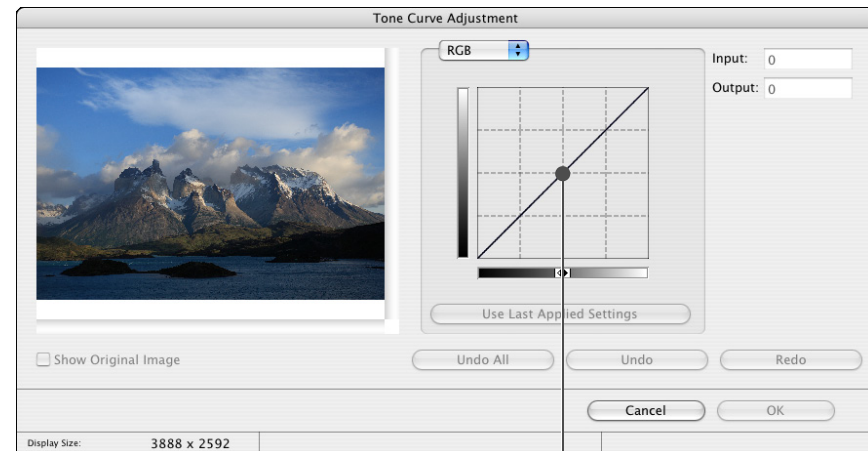 Tone Curve Adjustment
RGB
Input: 0
Output: 0
Use Last Applied Settings
Show Original Image
Undo All
Undo
Redo
Cancel
OK
Display Size: 3888 x 2592